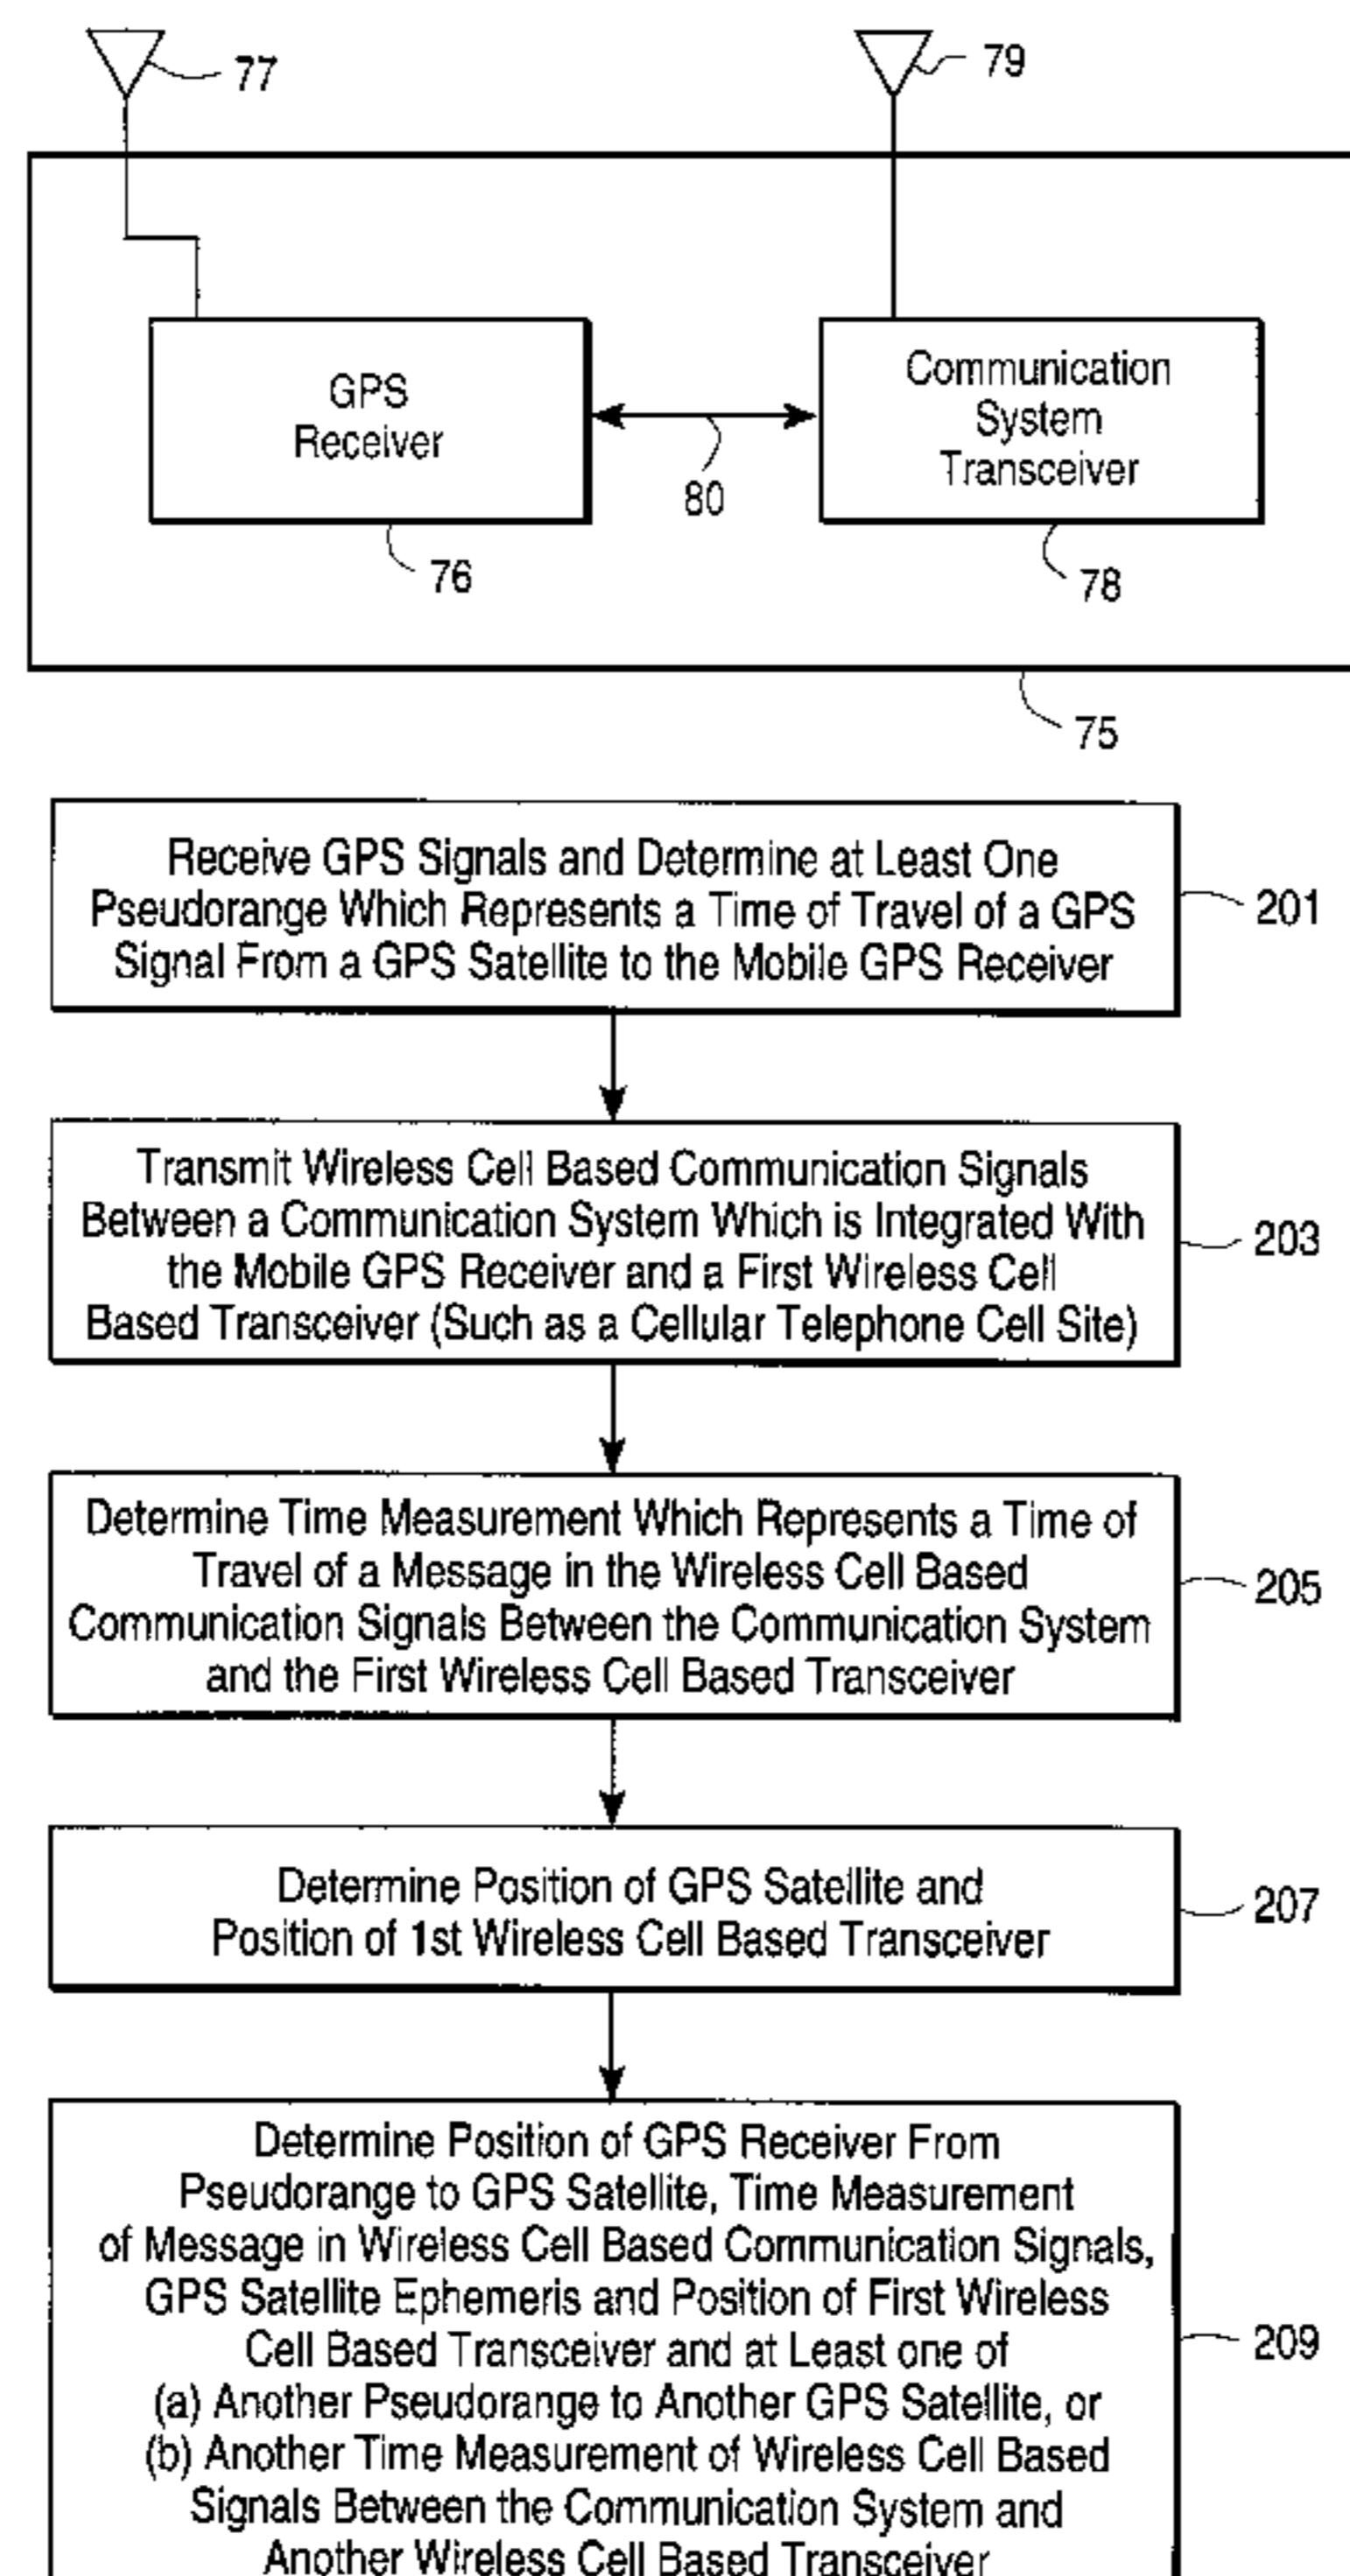 77
79
GPS
Receiver
Communication
System
Transceiver
80
76
78
75
Receive GPS Signals and Determine at Least One
Pseudorange Which Represents a Time of Travel of a GPS
Signal From a GPS Satellite to the Mobile GPS Receiver
201
Transmit Wireless Cell Based Communication Signals
Between a Communication System Which is Integrated With
the Mobile GPS Receiver and a First Wireless Cell
Based Transceiver (Such as a Cellular Telephone Cell Site)
203
Determine Time Measurement Which Represents a Time of
Travel of a Message in the Wireless Cell Based
Communication Signals Between the Communication System
and the First Wireless Cell Based Transceiver
205
Determine Position of GPS Satellite and
Position of 1st Wireless Cell Based Transceiver
207
Determine Position of GPS Receiver From
Pseudorange to GPS Satellite, Time Measurement
of Message in Wireless Cell Based Communication Signals,
GPS Satellite Ephemeris and Position of First Wireless
Cell Based Transceiver and at Least one of
(a) Another Pseudorange to Another GPS Satellite, or
(b) Another Time Measurement of Wireless Cell Based
Signals Between the Communication System and
Another Wireless Cell Based Transceiver
209